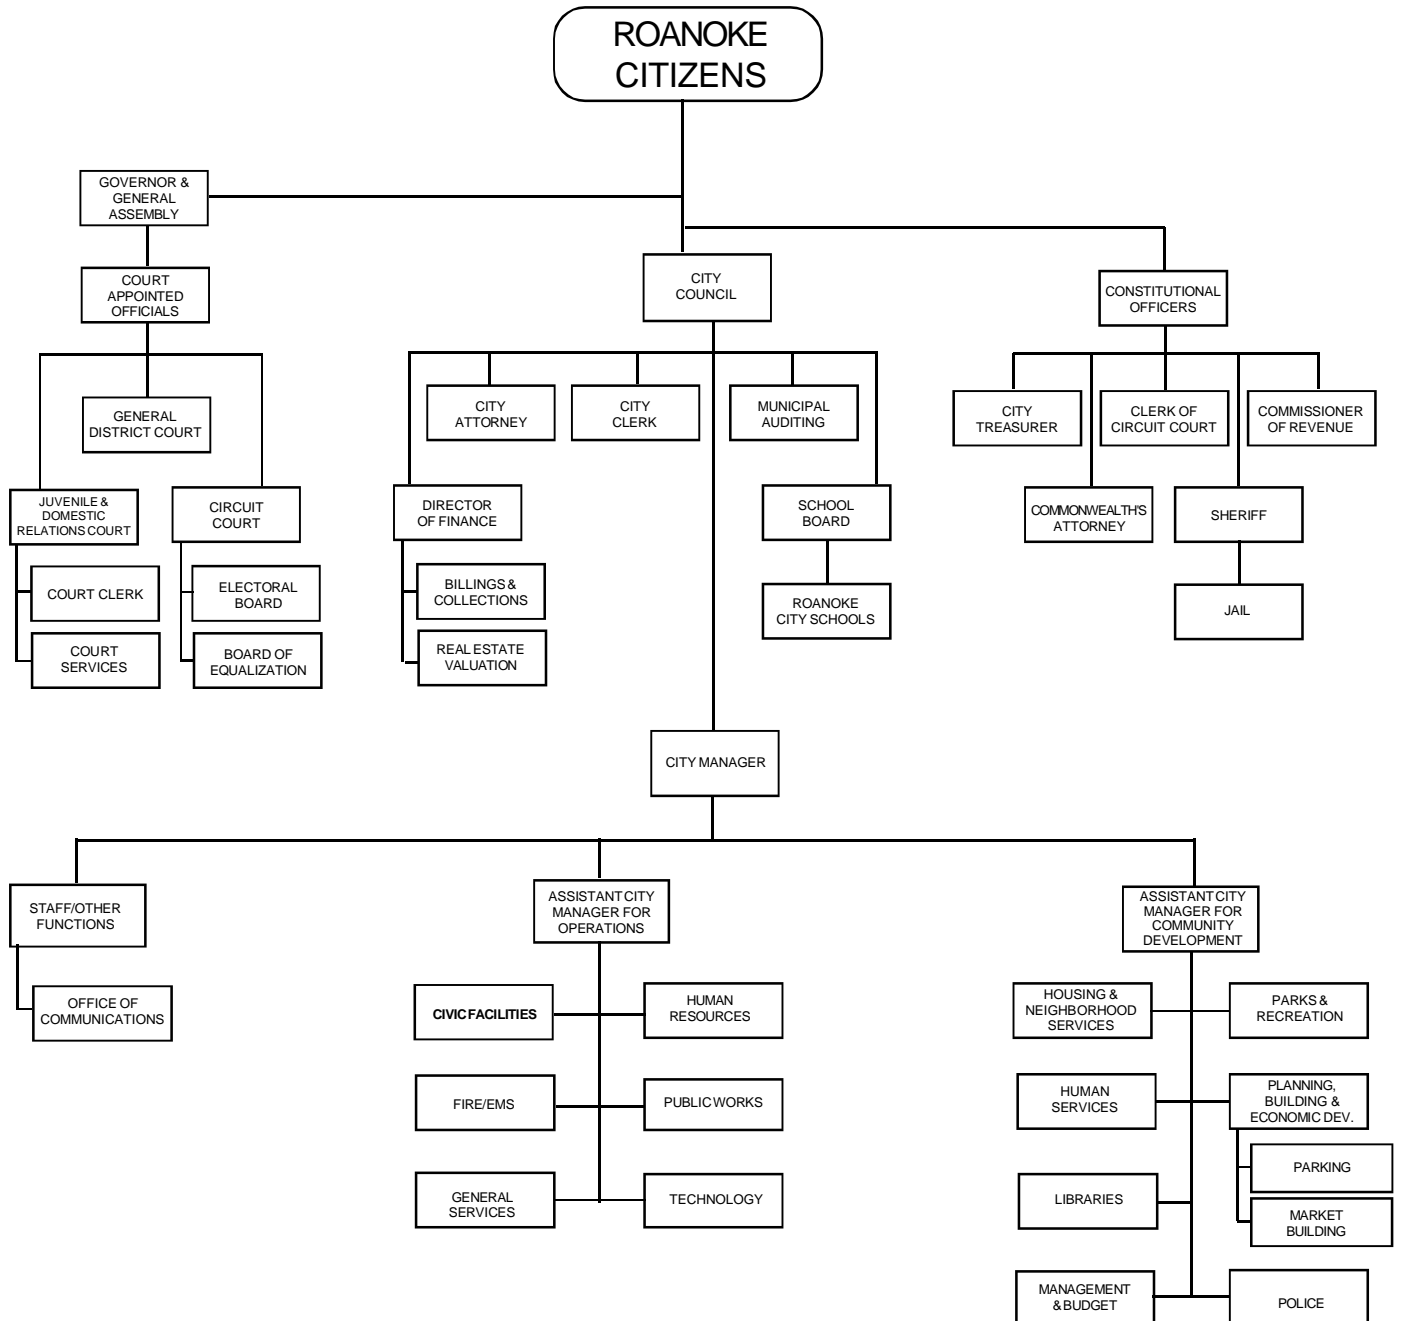 ROANOKE
CITIZENS
GOVERNOR &
GENERAL
ASSEMBLY
COURT
APPOINTED
OFFICIALS
CITY
COUNCIL
CONSTITUTIONAL
OFFICERS
GENERAL
DISTRICT COURT
CITY
ATTORNEY
CITY
CLERK
MUNICIPAL
AUDITING
CITY
TREASURER
CLERK OF
CIRCUIT COURT
COMMISSIONER
OF REVENUE
JUVENILE &
DOMESTIC
RELATIONS COURT
CIRCUIT
COURT
DIRECTOR
OF FINANCE
SCHOOL
BOARD
COMMONWEALTH'S
ATTORNEY
SHERIFF
COURT CLERK
ELECTORAL
BOARD
BILLINGS &
COLLECTIONS
ROANOKE
CITY SCHOOLS
JAIL
COURT
SERVICES
BOARD OF
EQUALIZATION
REAL ESTATE
VALUATION
CITY MANAGER
STAFF/OTHER
FUNCTIONS
ASSISTANT CITY
MANAGER FOR
OPERATIONS
ASSISTANT CITY
MANAGER FOR
COMMUNITY
DEVELOPMENT
OFFICE OF
COMMUNICATIONS
CIVIC FACILITIES
HUMAN
RESOURCES
HOUSING &
NEIGHBORHOOD
SERVICES
PARKS &
RECREATION
FIRE/EMS
PUBLIC WORKS
HUMAN
SERVICES
PLANNING,
BUILDING &
ECONOMIC DEV.
PARKING
GENERAL
SERVICES
TECHNOLOGY
LIBRARIES
MARKET
BUILDING
MANAGEMENT
& BUDGET
POLICE